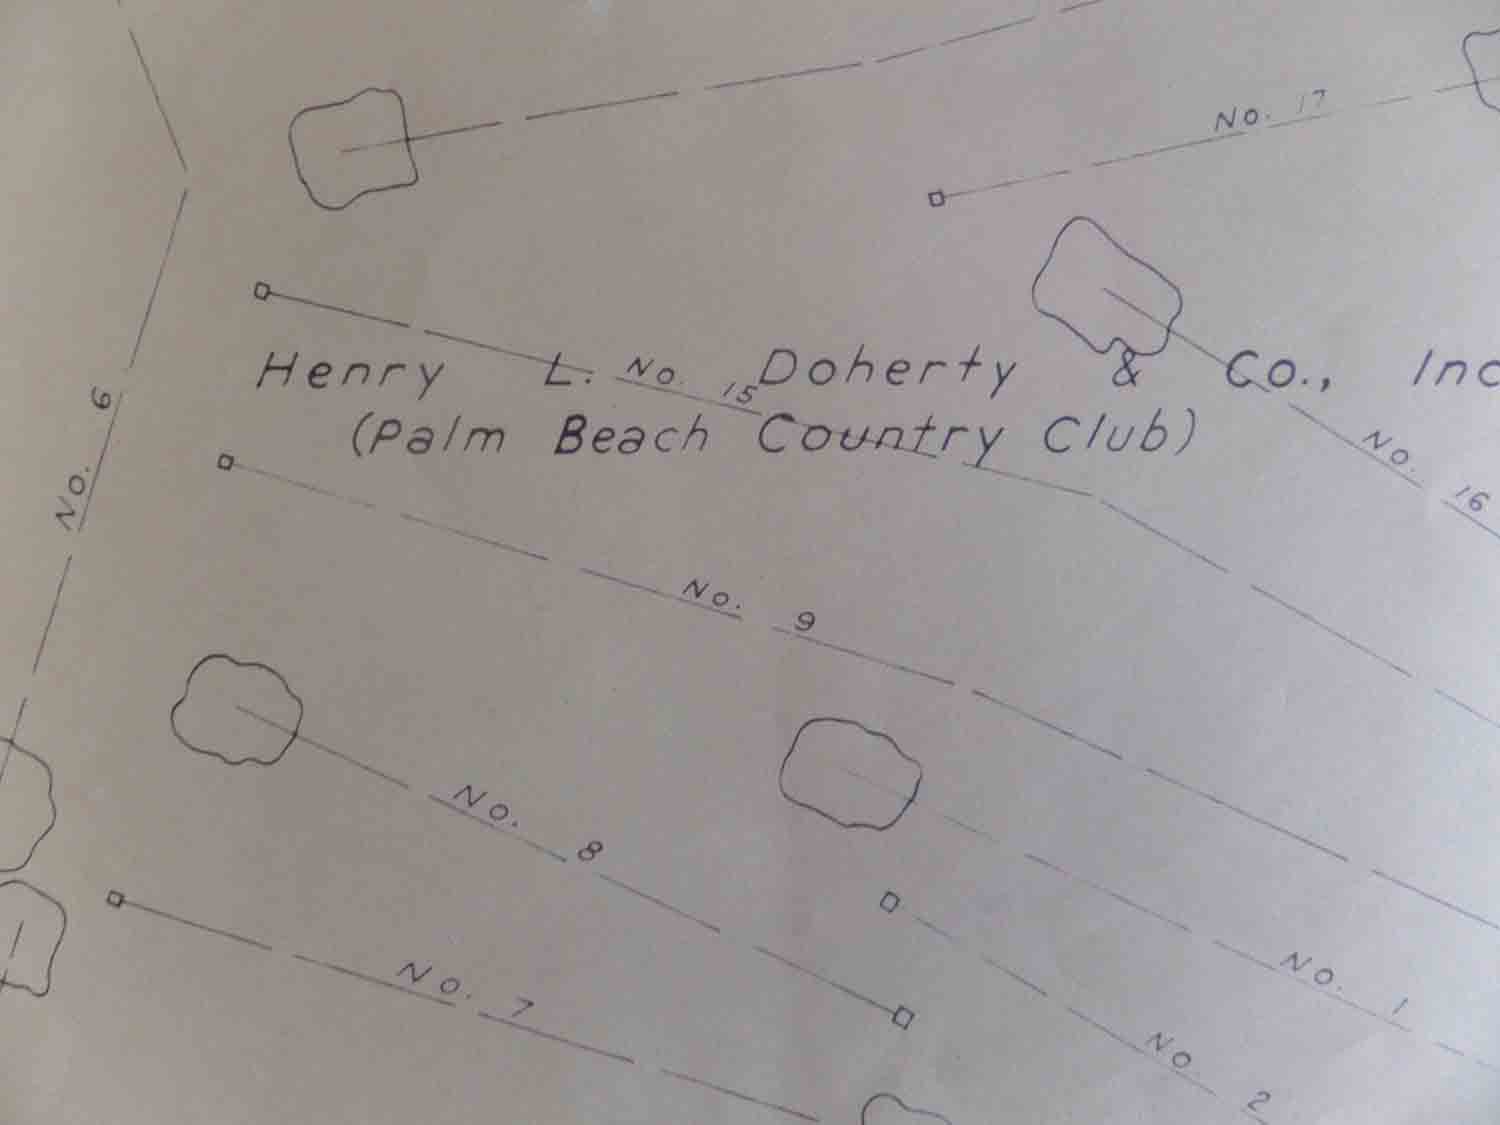 No. 17
Henry L. Doherty & Co., Inc
No. 15
(Palm Beach Country Club)
No. 6
No. 16
No. 9
No. 8
No. 1
No. 7
No. 2